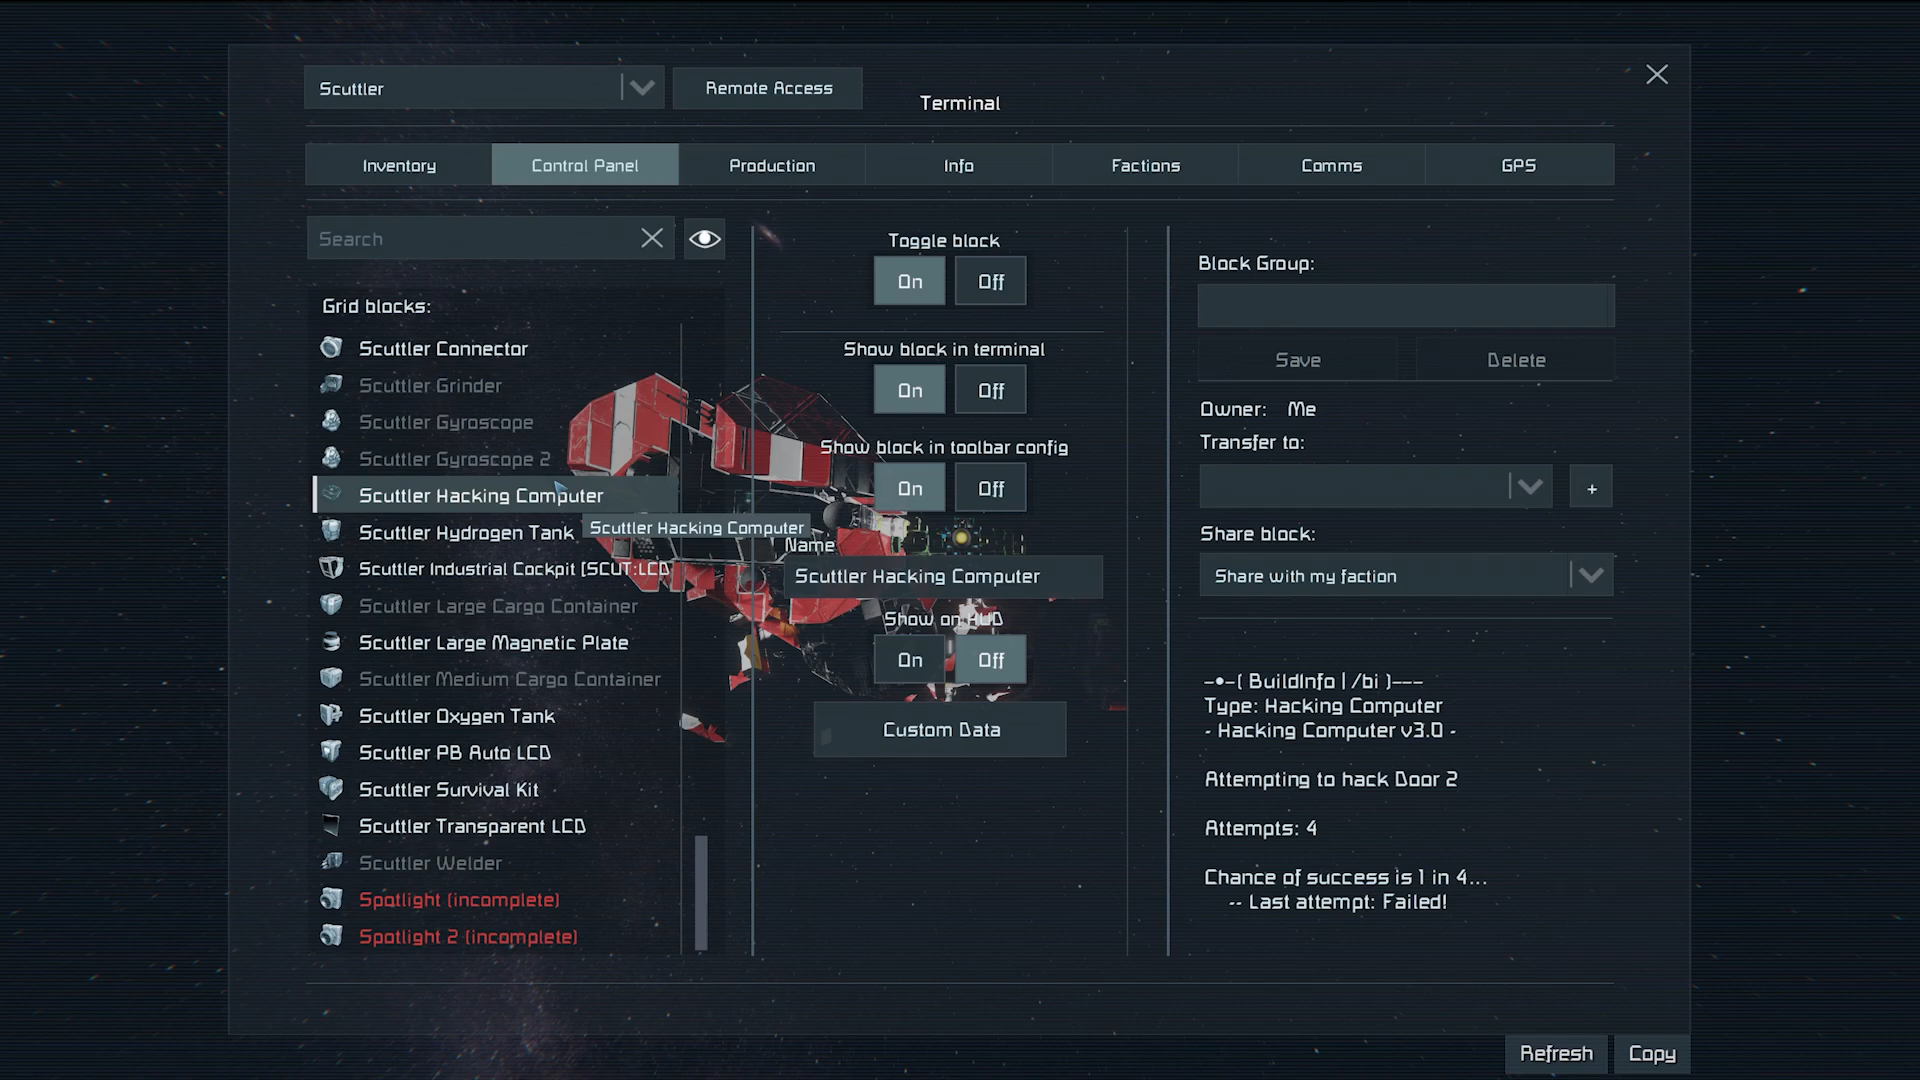 Scuttler
Remote Access
Terminal
Inventory
Control Panel
Production
Info
Factions
Comms
GPS
Search
Grid blocks:
Scuttler Connector
Scuttler Grinder
Scuttler Gyroscope
Scuttler Gyroscope 2
Scuttler Hacking Computer
Scuttler Hydrogen Tank
Scuttler Industrial Cockpit [SCUT:LCD
Scuttler Large Cargo Container
Scuttler Large Magnetic Plate
Scuttler Medium Cargo Container
Scuttler Oxygen Tank
Scuttler PB Auto LCD
Scuttler Survival Kit
Scuttler Transparent LCD
Scuttler Welder
Spotlight (incomplete)
Spotlight 2 (incomplete)
Scuttler Hacking Computer
Toggle block
On Off
Show block in terminal
On Off
Show block in toolbar config
On Off
Name
Scuttler Hacking Computer
Show on HUD
On Off
Custom Data
Block Group:
Save Delete
Owner: Me
Transfer to:
+
Share block:
Share with my faction
-•-( BuildInfo | /bi )---
Type: Hacking Computer
- Hacking Computer v3.0 -
Attempting to hack Door 2
Attempts: 4
Chance of success is 1 in 4...
-- Last attempt: Failed!
Refresh
Copy